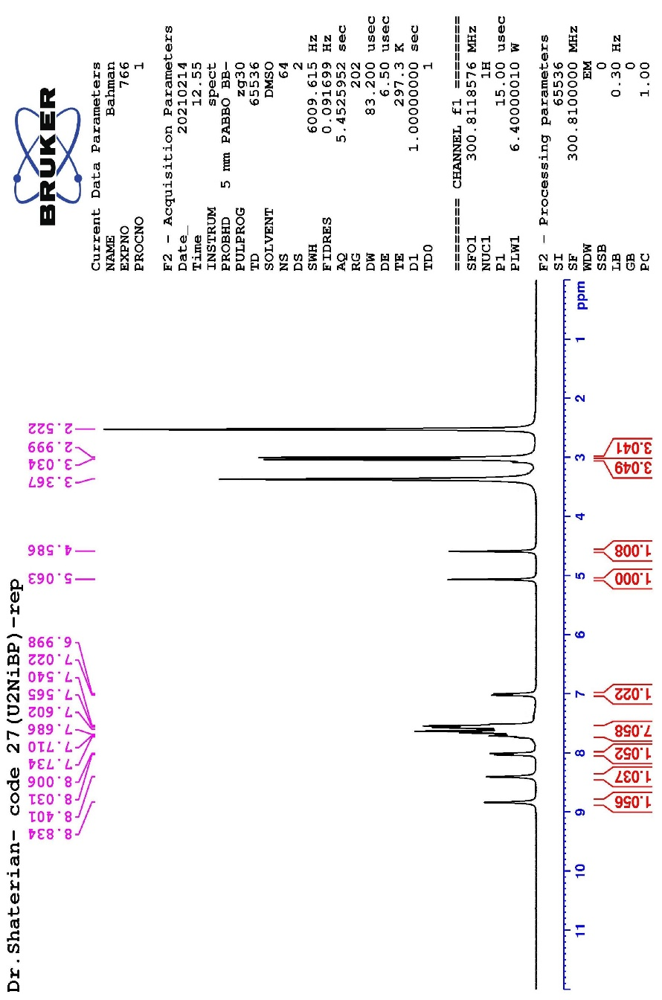 Dr.Shaterian- code 27(U2NiBP)-rep
8.834
8.401
8.031
8.006
7.734
7.710
7.686
7.602
7.565
7.540
7.022
6.998
5.063
4.586
3.367
3.034
2.999
2.522
11 10 9 8 7 6 5 4 3 2 1 ppm
1.056
1.037
1.052
7.058
1.022
1.000
1.008
3.049
3.041
BRUKER
Current Data Parameters
NAME Bahman
EXPNO 766
PROCNO 1
F2 - Acquisition Parameters
Date_ 20210214
Time 12.55
INSTRUM spect
PROBHD 5 mm PABBO BB-
PULPROG zg30
TD 65536
SOLVENT DMSO
NS 64
DS 2
SWH 6009.615 Hz
FIDRES 0.091699 Hz
AQ 5.4525952 sec
RG 202
DW 83.200 usec
DE 6.50 usec
TE 297.3 K
D1 1.00000000 sec
TD0 1
======== CHANNEL f1 ========
SFO1 300.8118576 MHz
NUC1 1H
P1 15.00 usec
PLW1 6.40000010 W
F2 - Processing parameters
SI 65536
SF 300.8100000 MHz
WDW EM
SSB 0
LB 0.30 Hz
GB 0
PC 1.00